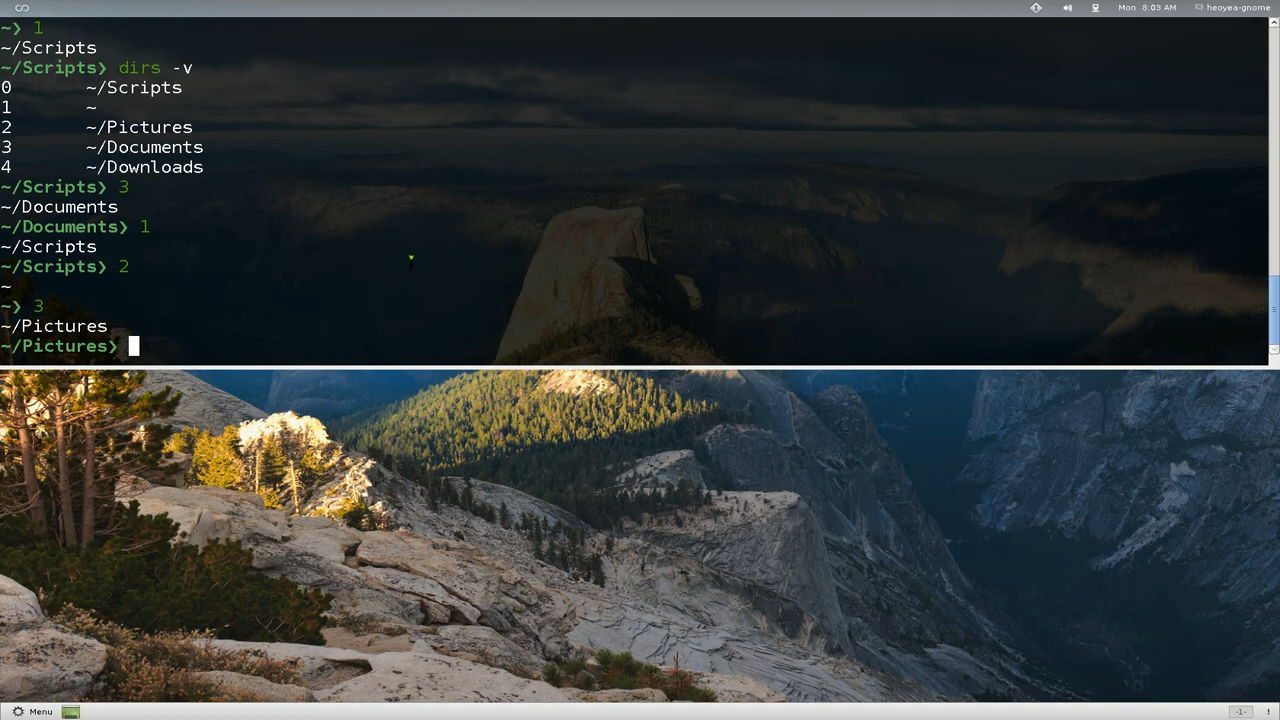 Mon 8:03 AM heoyea-gnome
~❯ 1
~/Scripts
~/Scripts❯ dirs -v
0 ~/Scripts
1 ~
2 ~/Pictures
3 ~/Documents
4 ~/Downloads
~/Scripts❯ 3
~/Documents
~/Documents❯ 1
~/Scripts
~/Scripts❯ 2
~
~❯ 3
~/Pictures
~/Pictures❯
Menu -1- !